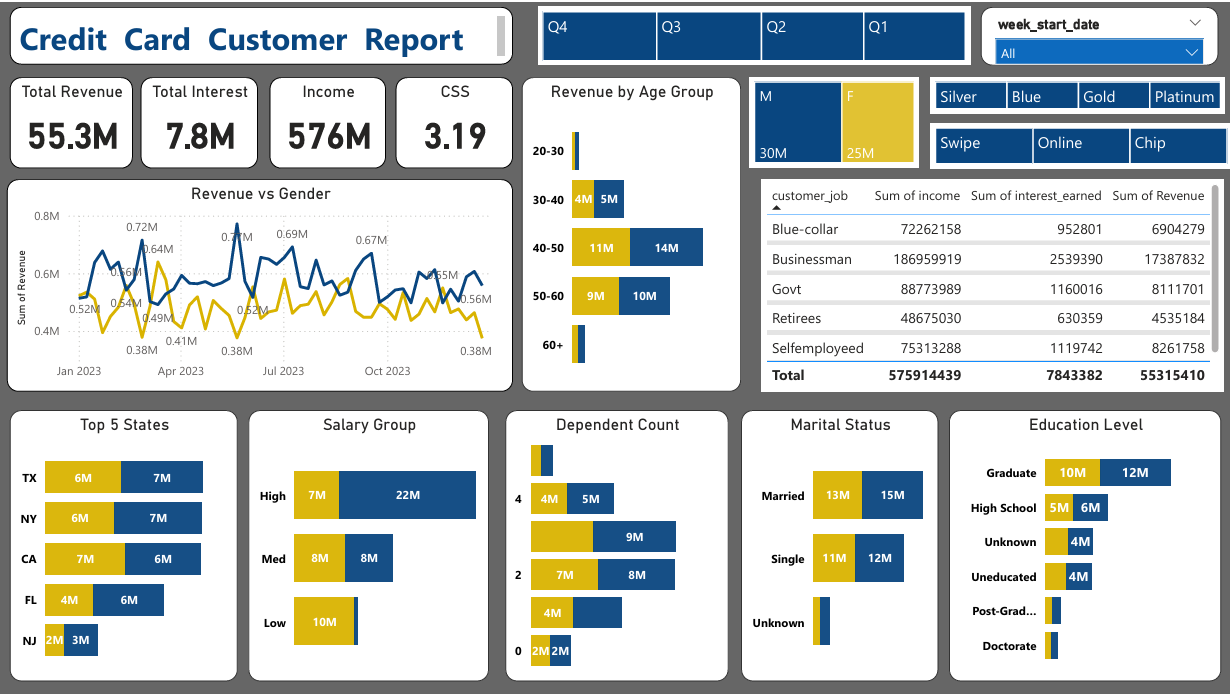 Credit Card Customer Report
Q4
Q3
Q2
Q1
week_start_date
All
Total Revenue
55.3M
Total Interest
7.8M
Income
576M
CSS
3.19
Revenue by Age Group
20-30
30-40
4M
5M
40-50
11M
14M
50-60
9M
10M
60+
M
30M
F
25M
Silver
Blue
Gold
Platinum
Swipe
Online
Chip
Revenue vs Gender
Sum of Revenue
0.8M
0.6M
0.4M
0.72M
0.77M
0.69M
0.67M
0.64M
0.56M
0.55M
0.52M
0.54M
0.49M
0.52M
0.56M
0.38M
0.41M
0.38M
0.38M
Jan 2023
Apr 2023
Jul 2023
Oct 2023
customer_job Sum of income Sum of interest_earned Sum of Revenue
Blue-collar 72262158 952801 6904279
Businessman 186959919 2539390 17387832
Govt 88773989 1160016 8111701
Retirees 48675030 630359 4535184
Selfemployeed 75313288 1119742 8261758
Total 575914439 7843382 55315410
Top 5 States
TX 6M 7M
NY 6M 7M
CA 7M 6M
FL 4M 6M
NJ 2M 3M
Salary Group
High 7M 22M
Med 8M 8M
Low 10M
Dependent Count
4 4M 5M
9M
2 7M 8M
4M
0 2M 2M
Marital Status
Married 13M 15M
Single 11M 12M
Unknown
Education Level
Graduate 10M 12M
High School 5M 6M
Unknown 4M
Uneducated 4M
Post-Grad...
Doctorate